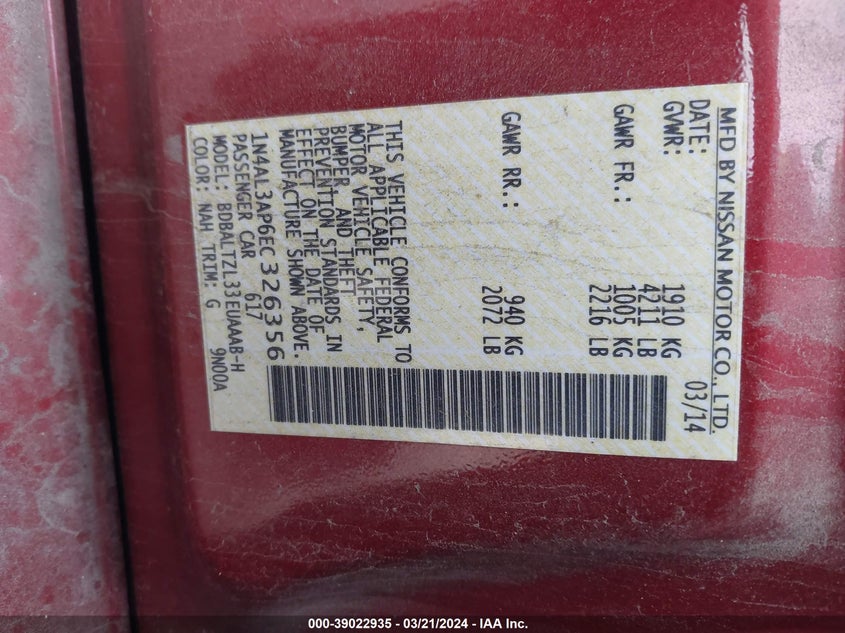 MFD BY NISSAN MOTOR CO., LTD.
DATE: 03/14
GVWR: 1910 KG
4211 LB
GAWR FR.: 1005 KG
2216 LB
GAWR RR.: 940 KG
2072 LB
THIS VEHICLE CONFORMS TO
ALL APPLICABLE FEDERAL
MOTOR VEHICLE SAFETY,
BUMPER, AND THEFT
PREVENTION STANDARDS IN
EFFECT ON THE DATE OF
MANUFACTURE SHOWN ABOVE.
1N4AL3AP6EC326356
PASSENGER CAR 617
MODEL: BDBALTZL33EUAAAB-H
COLOR: NAH TRIM: G 9N00A
000-39022935 - 03/21/2024 - IAA Inc.